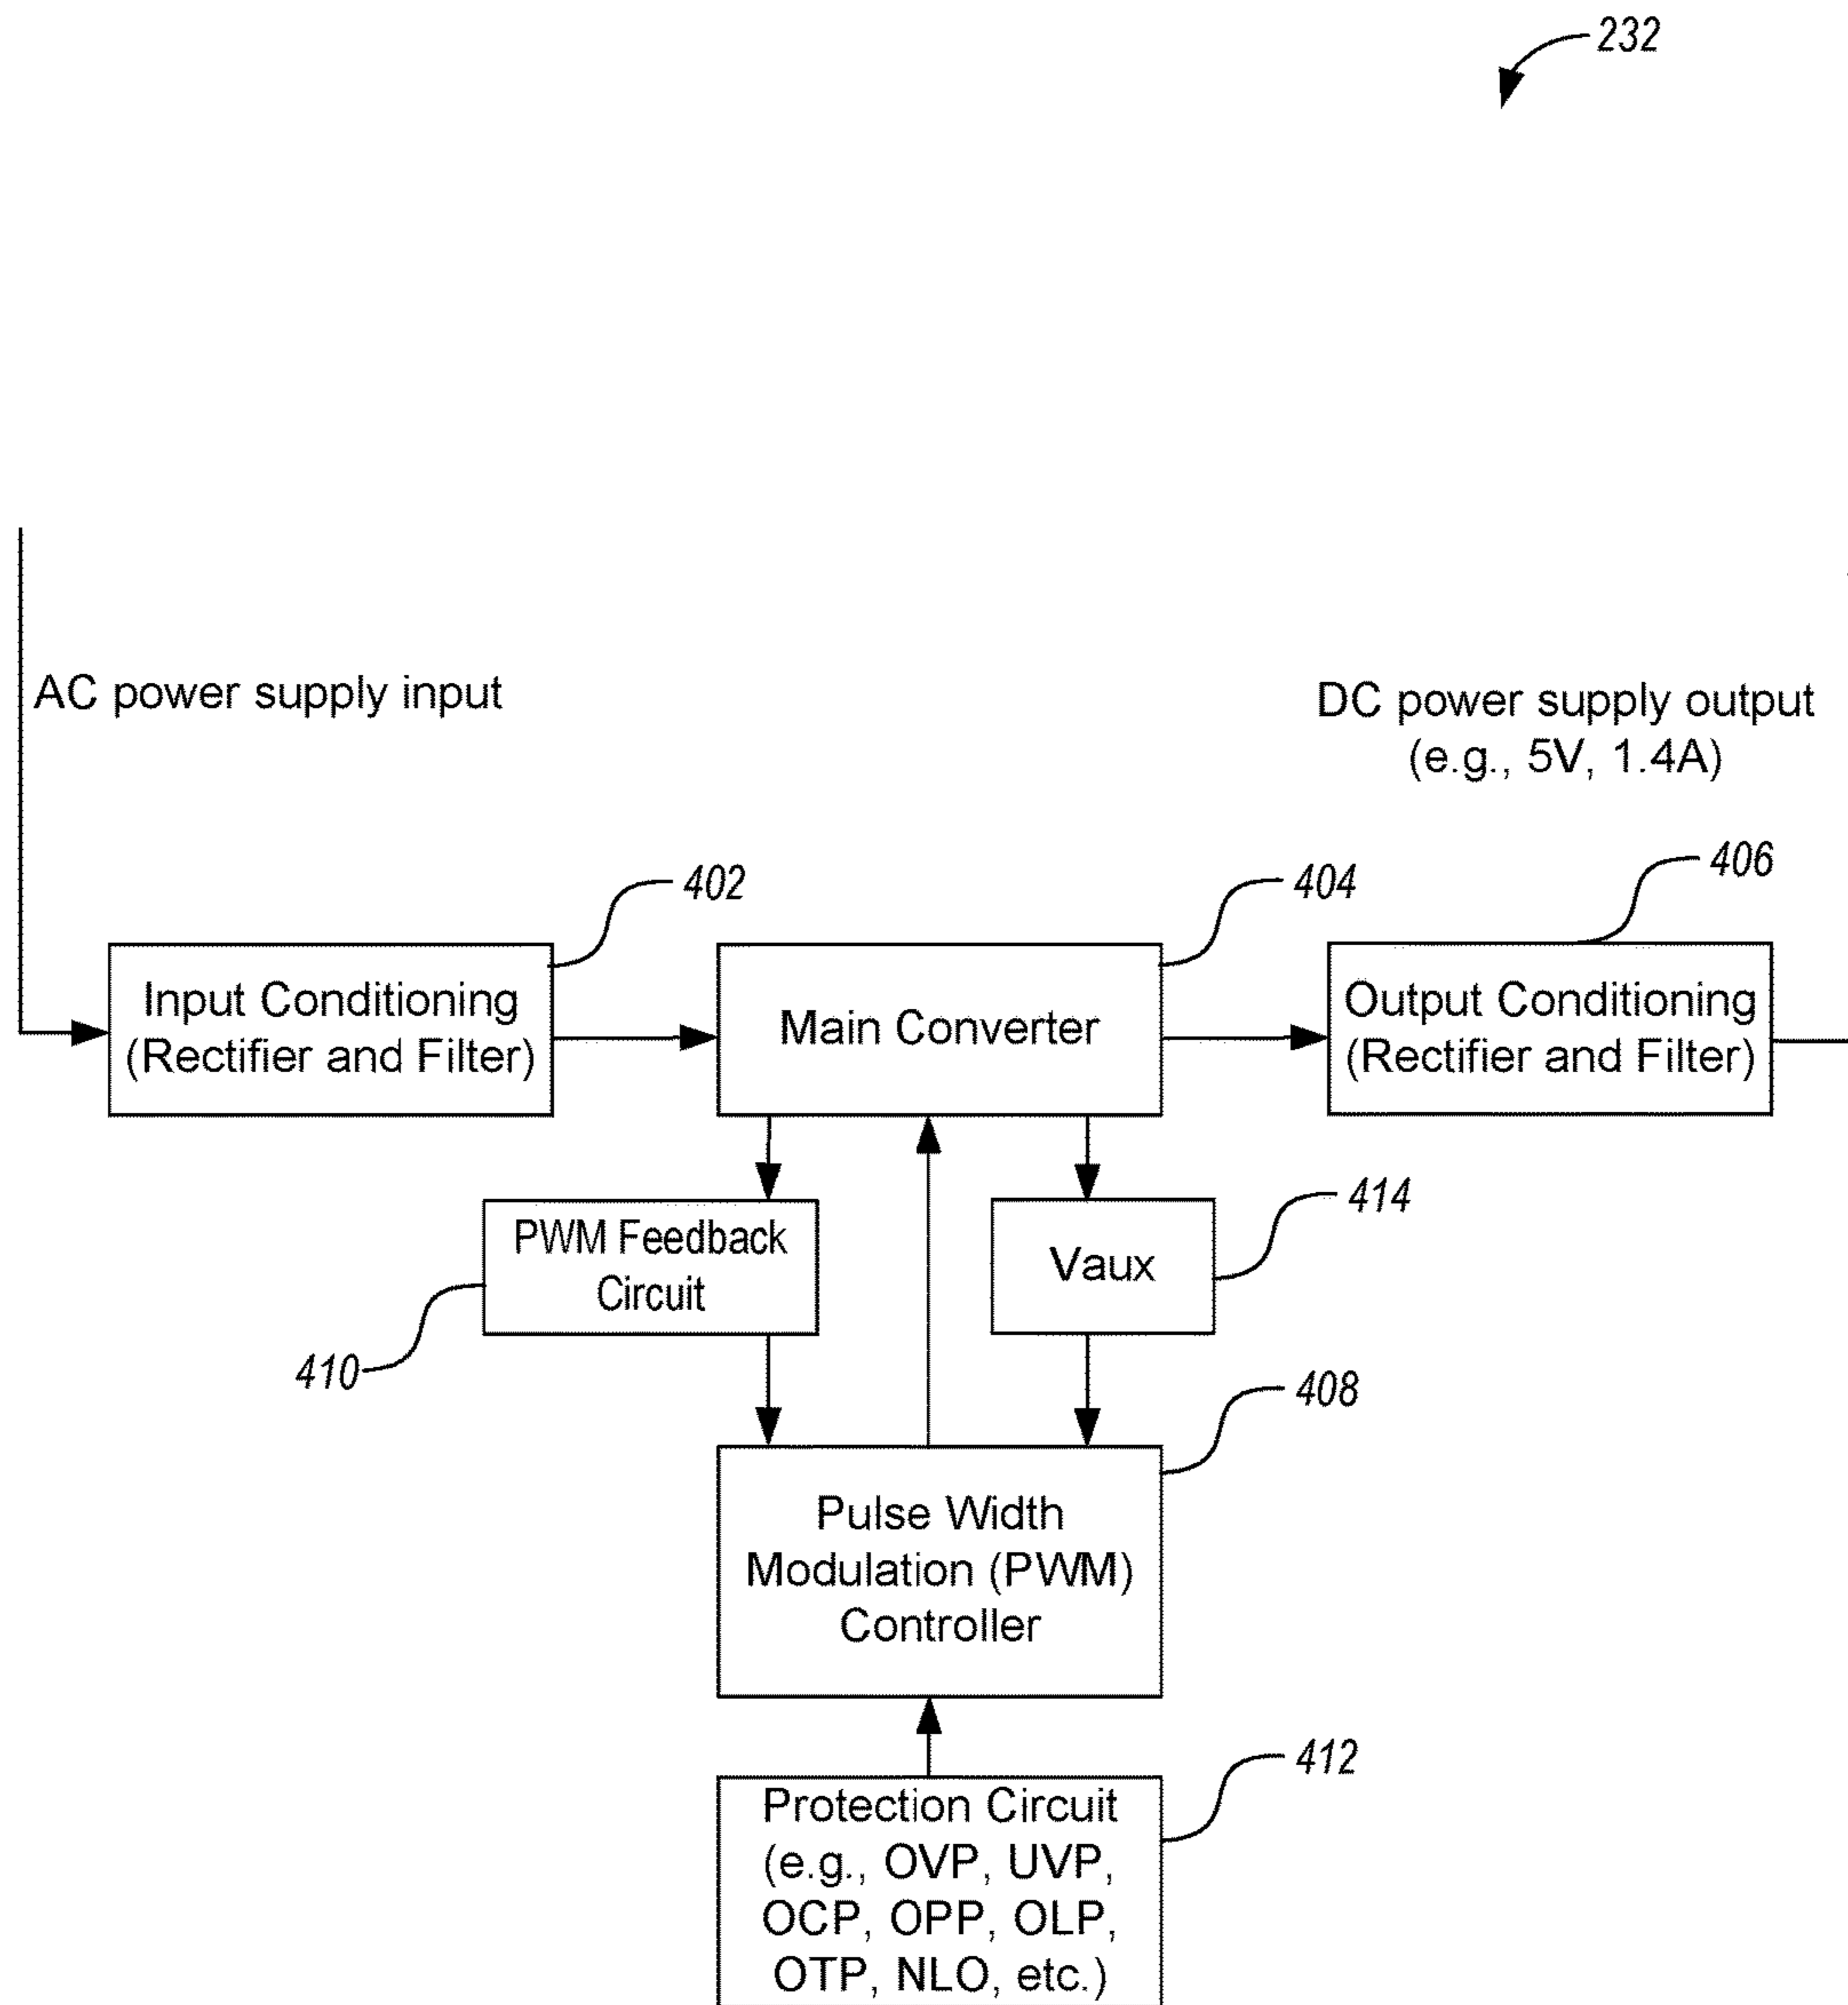 232
AC power supply input
DC power supply output
(e.g., 5V, 1.4A)
402
404
406
Input Conditioning
(Rectifier and Filter)
Main Converter
Output Conditioning
(Rectifier and Filter)
PWM Feedback
Circuit
410
Vaux
414
408
Pulse Width
Modulation (PWM)
Controller
412
Protection Circuit
(e.g., OVP, UVP,
OCP, OPP, OLP,
OTP, NLO, etc.)